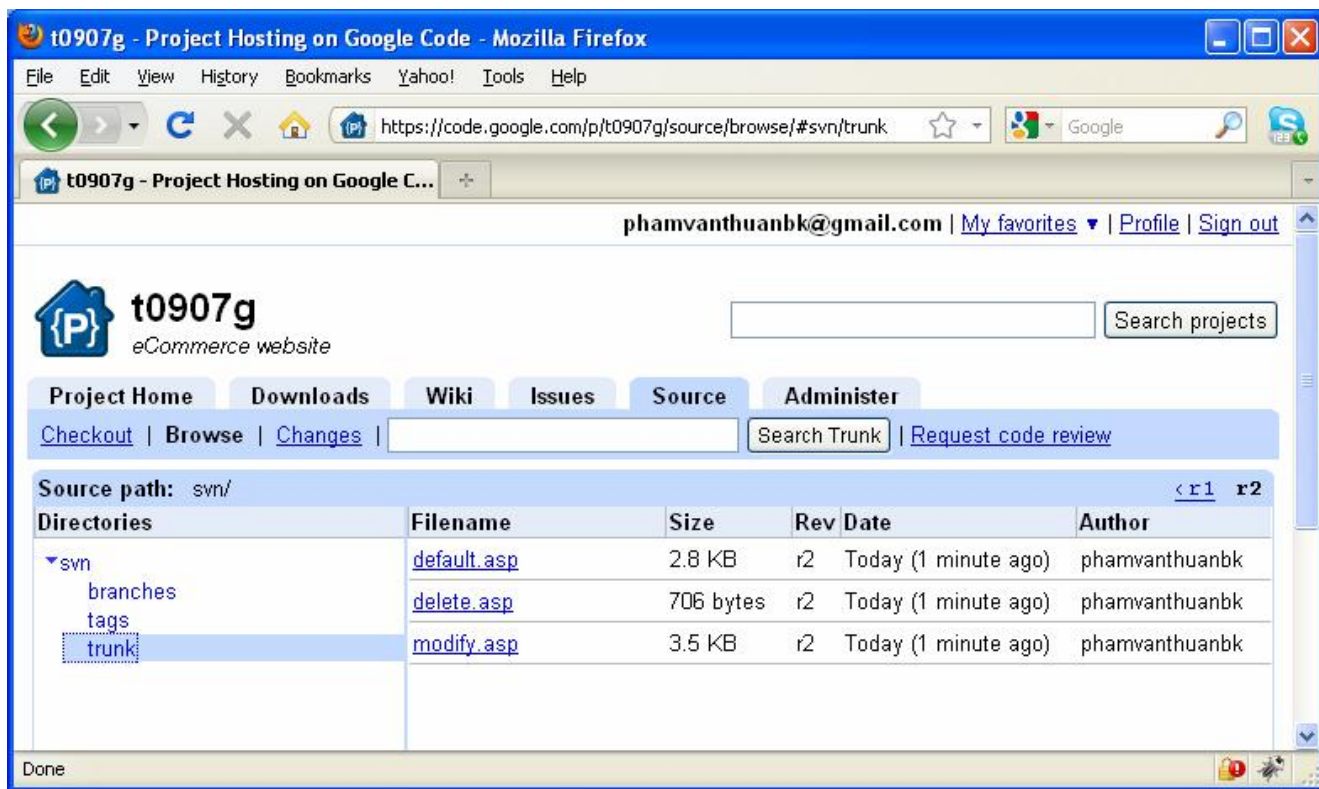 t0907g - Project Hosting on Google Code - Mozilla Firefox
File Edit View History Bookmarks Yahoo! Tools Help
{P} https://code.google.com/p/t0907g/source/browse/#svn/trunk Google
{P} t0907g - Project Hosting on Google C...
phamvanthuanbk@gmail.com | My favorites ▼ | Profile | Sign out
{P} t0907g
Search projects
eCommerce website
Project Home Downloads Wiki Issues Source Administer
Checkout | Browse | Changes | Search Trunk | Request code review
Source path: svn/ ‹r1 r2
Directories Filename Size Rev Date Author
▼svn default.asp 2.8 KB r2 Today (1 minute ago) phamvanthuanbk
branches delete.asp 706 bytes r2 Today (1 minute ago) phamvanthuanbk
tags
trunk modify.asp 3.5 KB r2 Today (1 minute ago) phamvanthuanbk
Done